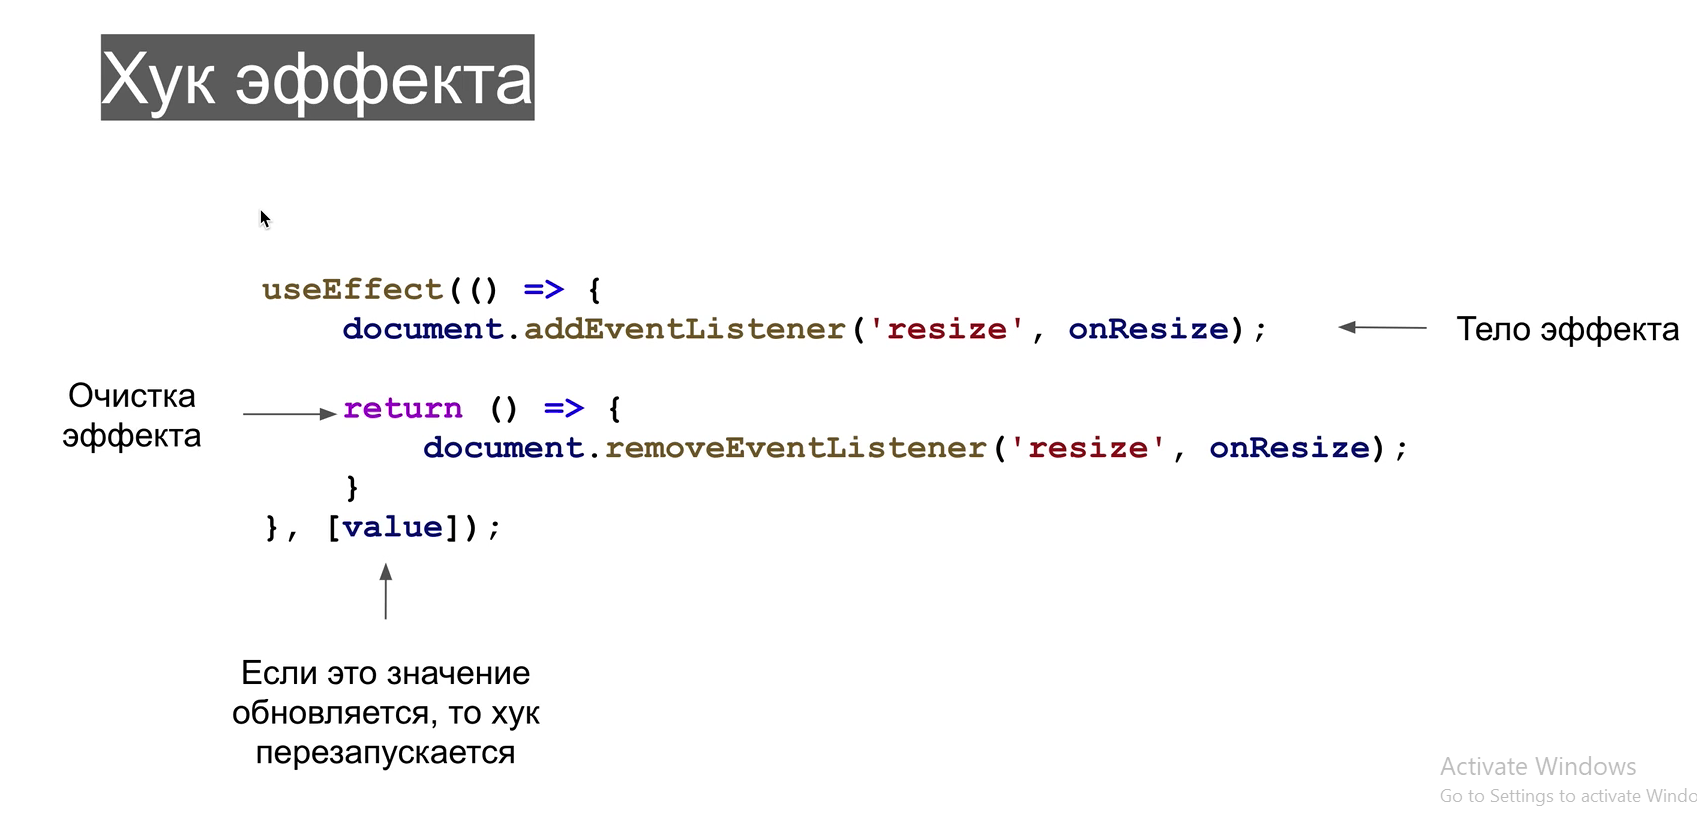 Хук эффекта
useEffect(() => {
document.addEventListener('resize', onResize);
Тело эффекта
Очистка
эффекта
return () => {
document.removeEventListener('resize', onResize);
}
}, [value]);
Если это значение
обновляется, то хук
перезапускается
Activate Windows
Go to Settings to activate Windo